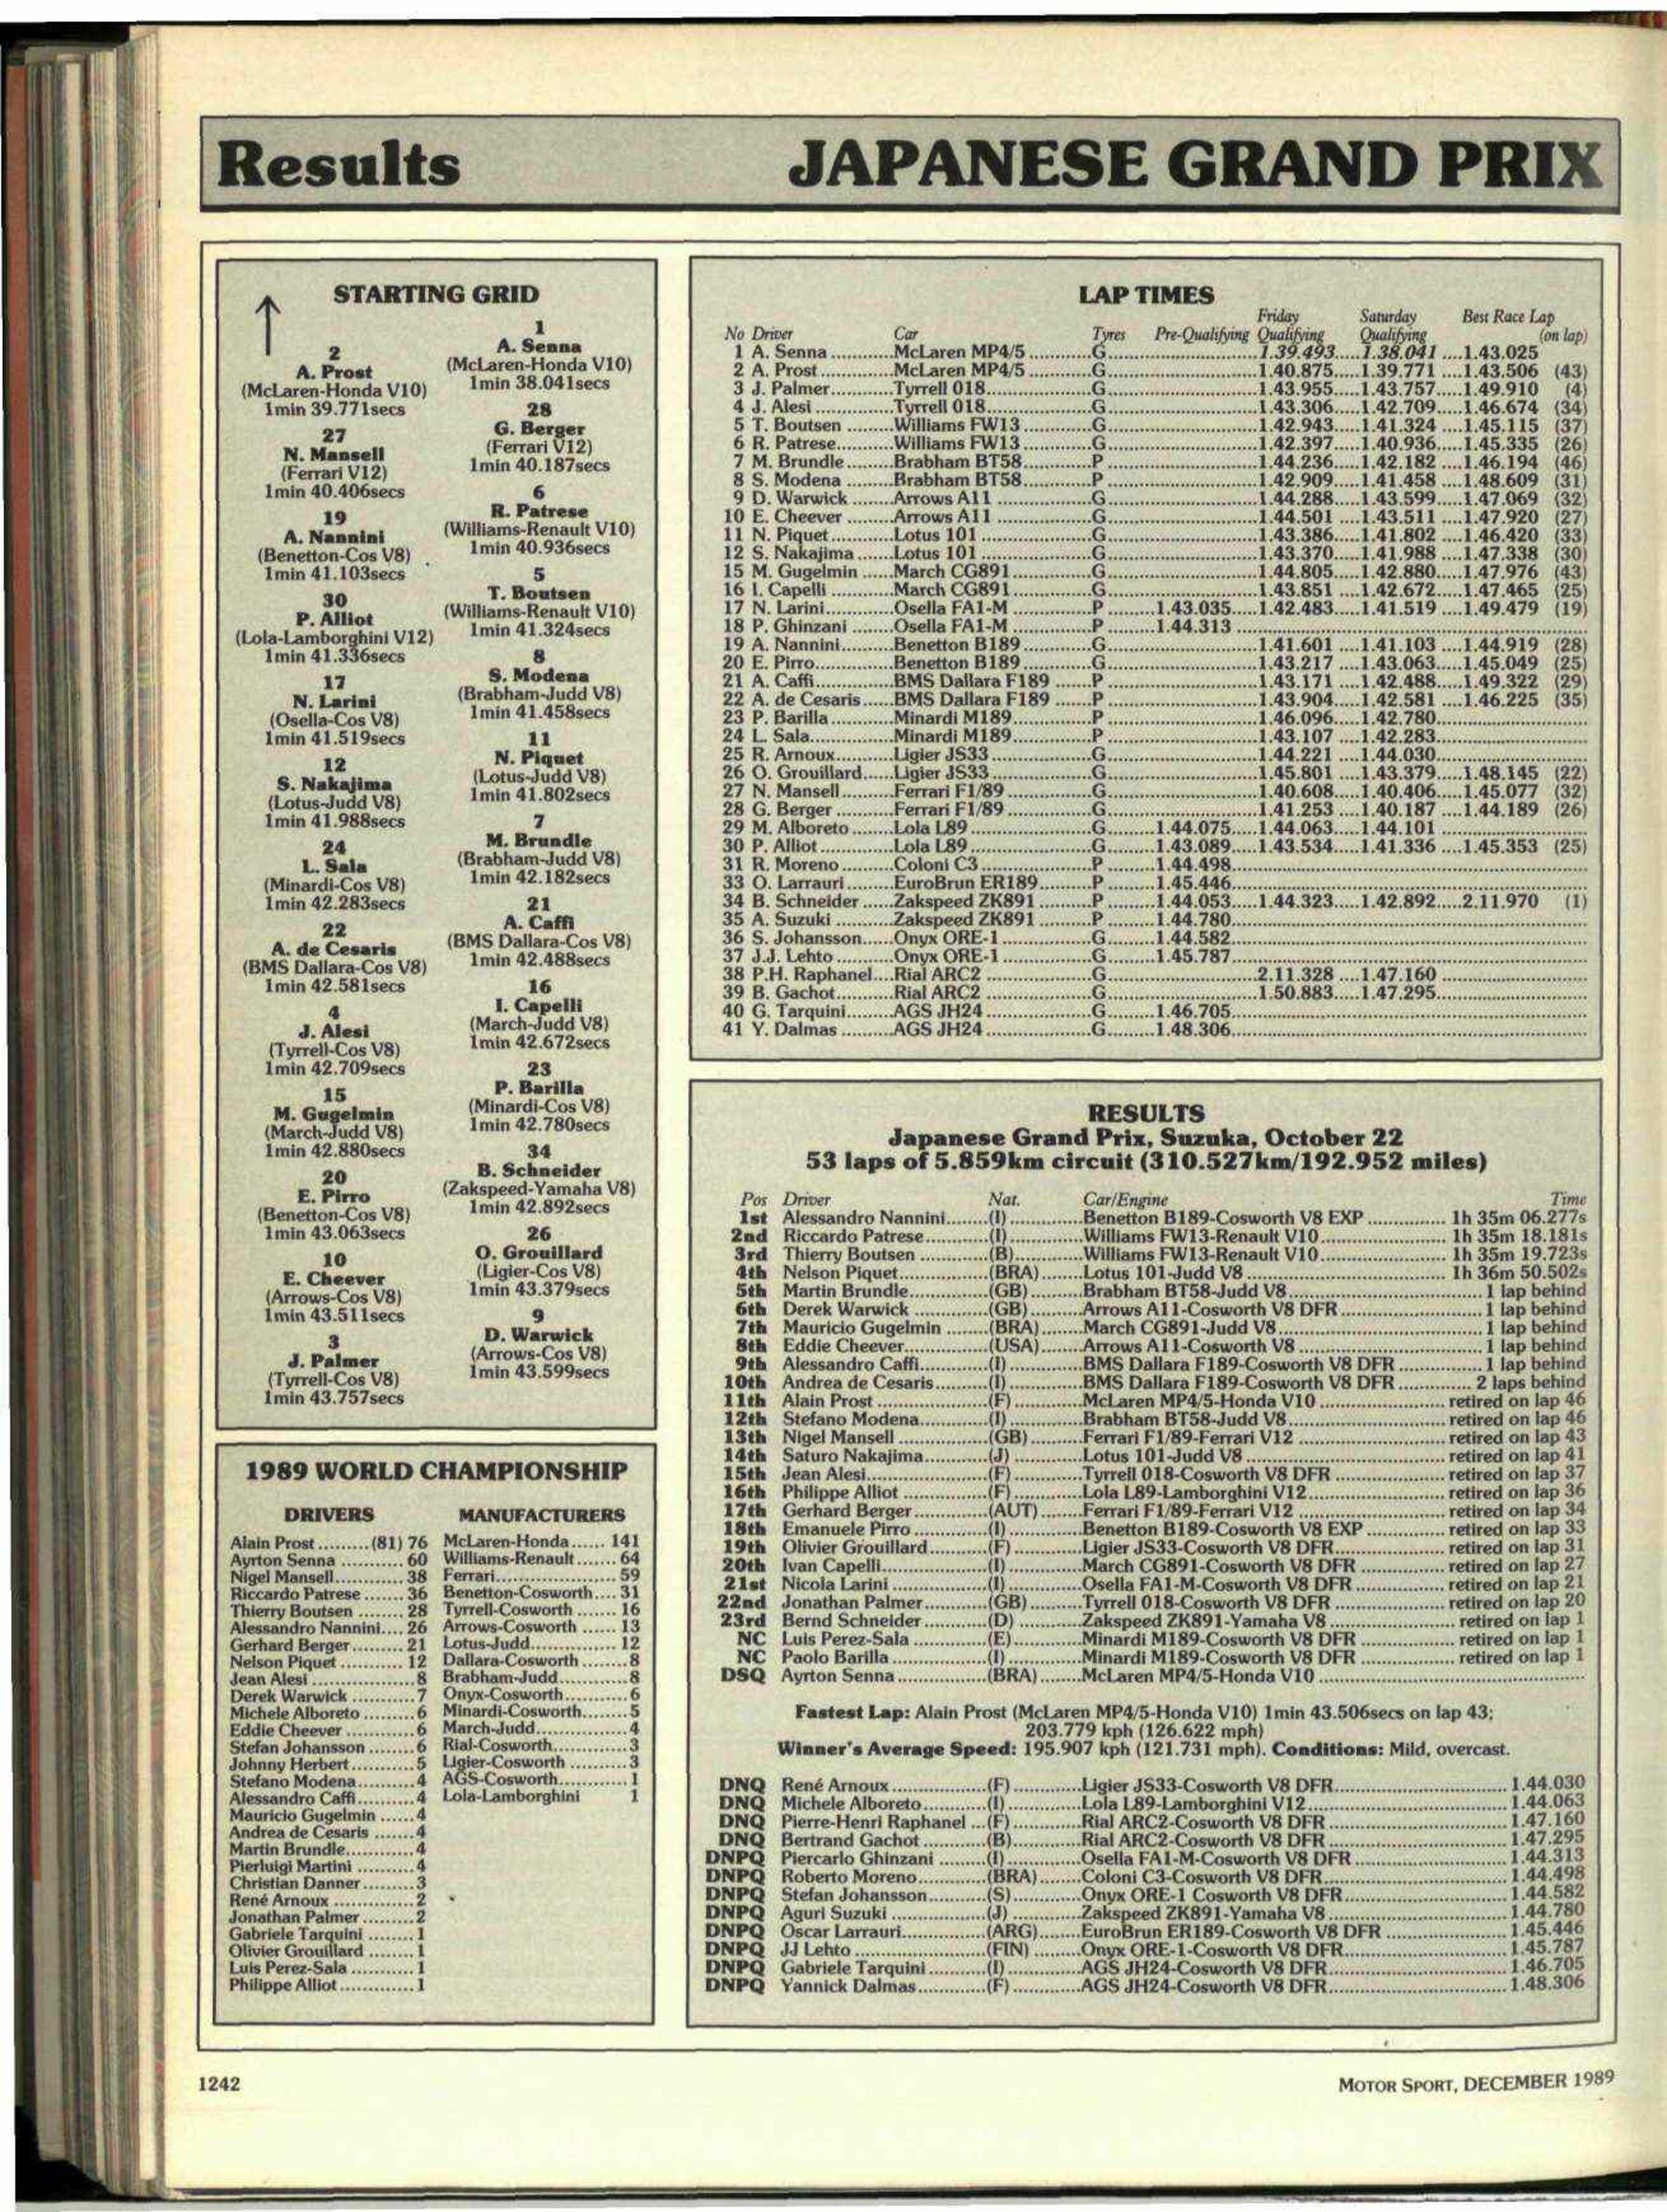 Results JAPANESE GRAND PRIX
STARTING GRID
1
A. Senna
(McLaren-Honda V10)
1min 38.041secs
2
A. Prost
(McLaren-Honda V10)
1min 39.771secs
28
G. Berger
(Ferrari V12)
1min 40.187secs
27
N. Mansell
(Ferrari V12)
1min 40.406secs
6
R. Patrese
(Williams-Renault V10)
1min 40.936secs
19
A. Nannini
(Benetton-Cos V8)
1min 41.103secs
5
T. Boutsen
(Williams-Renault V10)
1min 41.324secs
30
P. Alliot
(Lola-Lamborghini V12)
1min 41.336secs
8
S. Modena
(Brabham-Judd V8)
1min 41.458secs
17
N. Larini
(Osella-Cos V8)
1min 41.519secs
11
N. Piquet
(Lotus-Judd V8)
1min 41.802secs
12
S. Nakajima
(Lotus-Judd V8)
1min 41.988secs
7
M. Brundle
(Brabham-Judd V8)
1min 42.182secs
24
L. Sala
(Minardi-Cos V8)
1min 42.283secs
21
A. Caffi
(BMS Dallara-Cos V8)
1min 42.488secs
22
A. de Cesaris
(BMS Dallara-Cos V8)
1min 42.581secs
16
I. Capelli
(March-Judd V8)
1min 42.672secs
4
J. Alesi
(Tyrrell-Cos V8)
1min 42.709secs
23
P. Barilla
(Minardi-Cos V8)
1min 42.780secs
15
M. Gugelmin
(March-Judd V8)
1min 42.880secs
34
B. Schneider
(Zakspeed-Yamaha V8)
1min 42.892secs
20
E. Pirro
(Benetton-Cos V8)
1min 43.063secs
26
O. Grouillard
(Ligier-Cos V8)
1min 43.379secs
10
E. Cheever
(Arrows-Cos V8)
1min 43.511secs
9
D. Warwick
(Arrows-Cos V8)
1min 43.599secs
3
J. Palmer
(Tyrrell-Cos V8)
1min 43.757secs
1989 WORLD CHAMPIONSHIP
DRIVERS
Alain Prost.........(81) 76
Ayrton Senna ........... 60
Nigel Mansell............ 38
Riccardo Patrese ....... 36
Thierry Boutsen ........ 28
Alessandro Nannini.... 26
Gerhard Berger......... 21
Nelson Piquet ........... 12
Jean Alesi ..................8
Derek Warwick ...........7
Michele Alboreto .........6
Eddie Cheever ............6
Stefan Johansson ........6
Johnny Herbert...........5
Stefano Modena..........4
Alessandro Caffi..........4
Mauricio Gugelmin ......4
Andrea de Cesaris .......4
Martin Brundle............4
Pierluigi Martini ..........4
Christian Danner.........3
René Arnoux .............2
Jonathan Palmer.........2
Gabriele Tarquini ........1
Olivier Grouillard ........1
Luis Perez-Sala ...........1
Philippe Alliot.............1
MANUFACTURERS
McLaren-Honda...... 141
Williams-Renault....... 64
Ferrari..................... 59
Benetton-Cosworth.... 31
Tyrrell-Cosworth ....... 16
Arrows-Cosworth ...... 13
Lotus-Judd............... 12
Dallara-Cosworth ........8
Brabham-Judd............8
Onyx-Cosworth...........6
Minardi-Cosworth........5
March-Judd................4
Rial-Cosworth.............3
Ligier-Cosworth ..........3
AGS-Cosworth............1
Lola-Lamborghini 1
LAP TIMES
No Driver Car Tyres Pre-Qualifying Friday Qualifying Saturday Qualifying Best Race Lap (on lap)
1 A. Senna ............McLaren MP4/5 ...........G.............................1.39.493.....1.38.041 ....1.43.025
2 A. Prost..............McLaren MP4/5 ...........G.............................1.40.875.....1.39.771 ....1.43.506 (43)
3 J. Palmer............Tyrrell 018...................G.............................1.43.955.....1.43.757.....1.49.910 (4)
4 J. Alesi ..............Tyrrell 018...................G.............................1.43.306.....1.42.709.....1.46.674 (34)
5 T. Boutsen .........Williams FW13.............G.............................1.42.943.....1.41.324 ....1.45.115 (37)
6 R. Patrese...........Williams FW13.............G.............................1.42.397.....1.40.936.....1.45.335 (26)
7 M. Brundle.........Brabham BT58.............P.............................1.44.236.....1.42.182 ....1.46.194 (46)
8 S. Modena .........Brabham BT58.............P.............................1.42.909.....1.41.458 ....1.48.609 (31)
9 D. Warwick ........Arrows A11 .................G.............................1.44.288.....1.43.599.....1.47.069 (32)
10 E. Cheever .........Arrows A11 .................G.............................1.44.501 ....1.43.511 ....1.47.920 (27)
11 N. Piquet............Lotus 101....................G.............................1.43.386.....1.41.802 ....1.46.420 (33)
12 S. Nakajima .......Lotus 101....................G.............................1.43.370.....1.41.988 ....1.47.338 (30)
15 M. Gugelmin ......March CG891...............G.............................1.44.805.....1.42.880.....1.47.976 (43)
16 I. Capelli ............March CG891...............G.............................1.43.851 ....1.42.672.....1.47.465 (25)
17 N. Larini.............Osella FA1-M ...............P.........1.43.035.....1.42.483.....1.41.519 ....1.49.479 (19)
18 P. Ghinzani ........Osella FA1-M ...............P.........1.44.313 ............................................
19 A. Nannini..........Benetton B189.............G.............................1.41.601 ....1.41.103 ....1.44.919 (28)
20 E. Pirro...............Benetton B189.............G.............................1.43.217 ....1.43.063.....1.45.049 (25)
21 A. Caffi...............BMS Dallara F189 .......P.............................1.43.171 ....1.42.488.....1.49.322 (29)
22 A. de Cesaris......BMS Dallara F189 .......P.............................1.43.904.....1.42.581 ....1.46.225 (35)
23 P. Barilla ............Minardi M189...............P.............................1.46.096.....1.42.780..............................
24 L. Sala................Minardi M189...............P.............................1.43.107 ....1.42.283..............................
25 R. Arnoux...........Ligier JS33...................G.............................1.44.221 ....1.44.030..............................
26 O. Grouillard......Ligier JS33...................G.............................1.45.801 ....1.43.379.....1.48.145 (22)
27 N. Mansell..........Ferrari F1/89................G.............................1.40.608.....1.40.406.....1.45.077 (32)
28 G. Berger ...........Ferrari F1/89................G.............................1.41.253 ....1.40.187 ....1.44.189 (26)
29 M. Alboreto ........Lola L89......................G.........1.44.075.....1.44.063.....1.44.101 ............................
30 P. Alliot..............Lola L89......................G.........1.43.089.....1.43.534.....1.41.336 ....1.45.353 (25)
31 R. Moreno ..........Coloni C3....................P.........1.44.498............................................
33 O. Larrauri.........EuroBrun ER189..........P.........1.45.446............................................
34 B. Schneider ......Zakspeed ZK891 ..........P.........1.44.053.....1.44.323.....1.42.892.....2.11.970 (1)
35 A. Suzuki ...........Zakspeed ZK891 ..........P.........1.44.780............................................
36 S. Johansson......Onyx ORE-1.................G.........1.44.582............................................
37 J.J. Lehto ...........Onyx ORE-1.................G.........1.45.787............................................
38 P.H. Raphanel....Rial ARC2 ...................G.............................2.11.328 ....1.47.160 ............................
39 B. Gachot...........Rial ARC2 ...................G.............................1.50.883.....1.47.295.............................
40 G. Tarquini.........AGS JH24...................G.........1.46.705............................................
41 Y. Dalmas ..........AGS JH24...................G.........1.48.306............................................
RESULTS
Japanese Grand Prix, Suzuka, October 22
53 laps of 5.859km circuit (310.527km/192.952 miles)
Pos Driver Nat. Car/Engine Time
1st Alessandro Nannini........(I)..............Benetton B189-Cosworth V8 EXP ............... 1h 35m 06.277s
2nd Riccardo Patrese............(I)..............Williams FW13-Renault V10........................ 1h 35m 18.181s
3rd Thierry Boutsen .............(B).............Williams FW13-Renault V10........................ 1h 35m 19.723s
4th Nelson Piquet.................(BRA)........Lotus 101-Judd V8 ...................................... 1h 36m 50.502s
5th Martin Brundle...............(GB)..........Brabham BT58-Judd V8...................................... 1 lap behind
6th Derek Warwick ..............(GB)..........Arrows A11-Cosworth V8 DFR............................ 1 lap behind
7th Mauricio Gugelmin ........(BRA)........March CG891-Judd V8........................................ 1 lap behind
8th Eddie Cheever................(USA)........Arrows A11-Cosworth V8 .................................... 1 lap behind
9th Alessandro Caffi.............(I)..............BMS Dallara F189-Cosworth V8 DFR ................ 1 lap behind
10th Andrea de Cesaris..........(I)..............BMS Dallara F189-Cosworth V8 DFR .............. 2 laps behind
11th Alain Prost .....................(F).............McLaren MP4/5-Honda V10........................ retired on lap 46
12th Stefano Modena.............(I)..............Brabham BT58-Judd V8.............................. retired on lap 46
13th Nigel Mansell .................(GB)..........Ferrari F1/89-Ferrari V12 ............................ retired on lap 43
14th Saturo Nakajima............(J) .............Lotus 101-Judd V8 ...................................... retired on lap 41
15th Jean Alesi.......................(F).............Tyrrell 018-Cosworth V8 DFR ..................... retired on lap 37
16th Philippe Alliot ................(F).............Lola L89-Lamborghini V12.......................... retired on lap 36
17th Gerhard Berger..............(AUT)........Ferrari F1/89-Ferrari V12 ............................ retired on lap 34
18th Emanuele Pirro ..............(I)..............Benetton B189-Cosworth V8 EXP ................ retired on lap 33
19th Olivier Grouillard...........(F).............Ligier JS33-Cosworth V8 DFR..................... retired on lap 31
20th Ivan Capelli....................(I)..............March CG891-Cosworth V8 DFR ................. retired on lap 27
21st Nicola Larini ..................(I)..............Osella FA1-M-Cosworth V8 DFR.................. retired on lap 21
22nd Jonathan Palmer............(GB)..........Tyrrell 018-Cosworth V8 DFR ..................... retired on lap 20
23rd Bernd Schneider.............(D) ............Zakspeed ZK891-Yamaha V8 ........................ retired on lap 1
NC Luis Perez-Sala ..............(E).............Minardi M189-Cosworth V8 DFR .................. retired on lap 1
NC Paolo Barilla ..................(I)..............Minardi M189-Cosworth V8 DFR .................. retired on lap 1
DSQ Ayrton Senna.................(BRA)........McLaren MP4/5-Honda V10 ...................................................
Fastest Lap: Alain Prost (McLaren MP4/5-Honda V10) 1min 43.506secs on lap 43;
203.779 kph (126.622 mph)
Winner's Average Speed: 195.907 kph (121.731 mph). Conditions: Mild, overcast.
DNQ René Arnoux..................(F).............Ligier JS33-Cosworth V8 DFR................................. 1.44.030
DNQ Michele Alboreto............(I)..............Lola L89-Lamborghini V12...................................... 1.44.063
DNQ Pierre-Henri Raphanel ...(F).............Rial ARC2-Cosworth V8 DFR.................................. 1.47.160
DNQ Bertrand Gachot ............(B).............Rial ARC2-Cosworth V8 DFR.................................. 1.47.295
DNPQ Piercarlo Ghinzani .........(I)..............Osella FA1-M-Cosworth V8 DFR............................. 1.44.313
DNPQ Roberto Moreno.............(BRA)........Coloni C3-Cosworth V8 DFR................................... 1.44.498
DNPQ Stefan Johansson...........(S).............Onyx ORE-1 Cosworth V8 DFR............................... 1.44.582
DNPQ Aguri Suzuki ..................(J) .............Zakspeed ZK891-Yamaha V8.................................. 1.44.780
DNPQ Oscar Larrauri................(ARG)........EuroBrun ER189-Cosworth V8 DFR ....................... 1.45.446
DNPQ JJ Lehto .........................(FIN) .........Onyx ORE-1-Cosworth V8 DFR............................... 1.45.787
DNPQ Gabriele Tarquini...........(I)..............AGS JH24-Cosworth V8 DFR.................................. 1.46.705
DNPQ Yannick Dalmas.............(F).............AGS JH24-Cosworth V8 DFR.................................. 1.48.306
1242 MOTOR SPORT, DECEMBER 1989